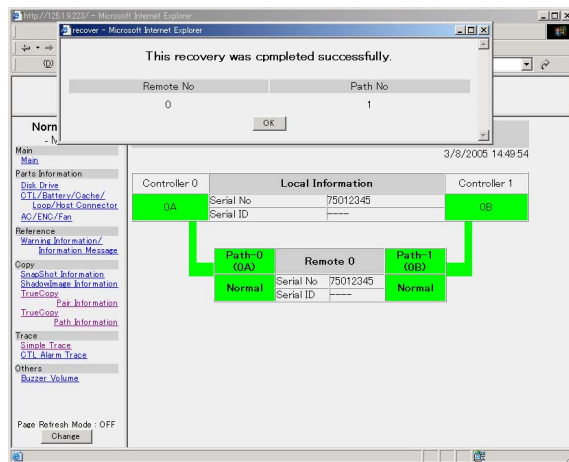 http://125.1.9.223/ - Microsoft Internet Explorer
recover - Microsoft Internet Explorer
This recovery was cpmpleted successfully.
Remote No
Path No
0
1
OK
3/8/2005 14:49:54
Main
Main
Parts Information
Disk Drive
CTL/Battery/Cache/
Loop/Host Connector
AC/ENC/Fan
Reference
Warning Information/
Information Message
Copy
SnapShot Information
ShadowImage Information
TrueCopy
Pair Information
TrueCopy
Path Information
Trace
Simple Trace
CTL Alarm Trace
Others
Buzzer Volume
Page Refresh Mode : OFF
Change
Controller 0
Local Information
Controller 1
0A
Serial No
75012345
0B
Serial ID
----
Path-0
(0A)
Remote 0
Path-1
(0B)
Normal
Serial No
75012345
Normal
Serial ID
----